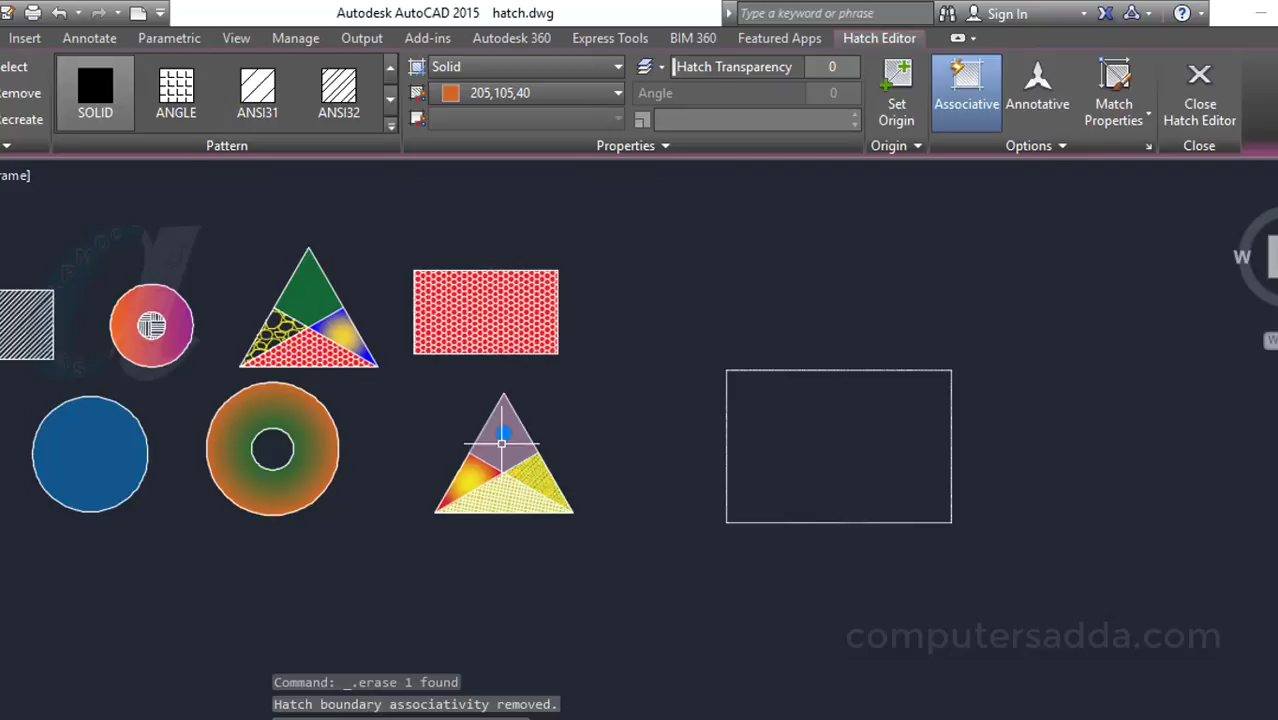 Autodesk AutoCAD 2015 hatch.dwg
Type a keyword or phrase
Sign In
Insert Annotate Parametric View Manage Output Add-ins Autodesk 360 Express Tools BIM 360 Featured Apps Hatch Editor
elect
emove
ecreate
SOLID ANGLE ANSI31 ANSI32
Pattern
Solid
205,105,40
Hatch Transparency 0
Angle 0
Properties
Set
Origin
Origin
Associative
Annotative
Match
Properties
Options
Close
Hatch Editor
Close
rame]
W
computersadda.com
Command: _.erase 1 found
Hatch boundary associativity removed.